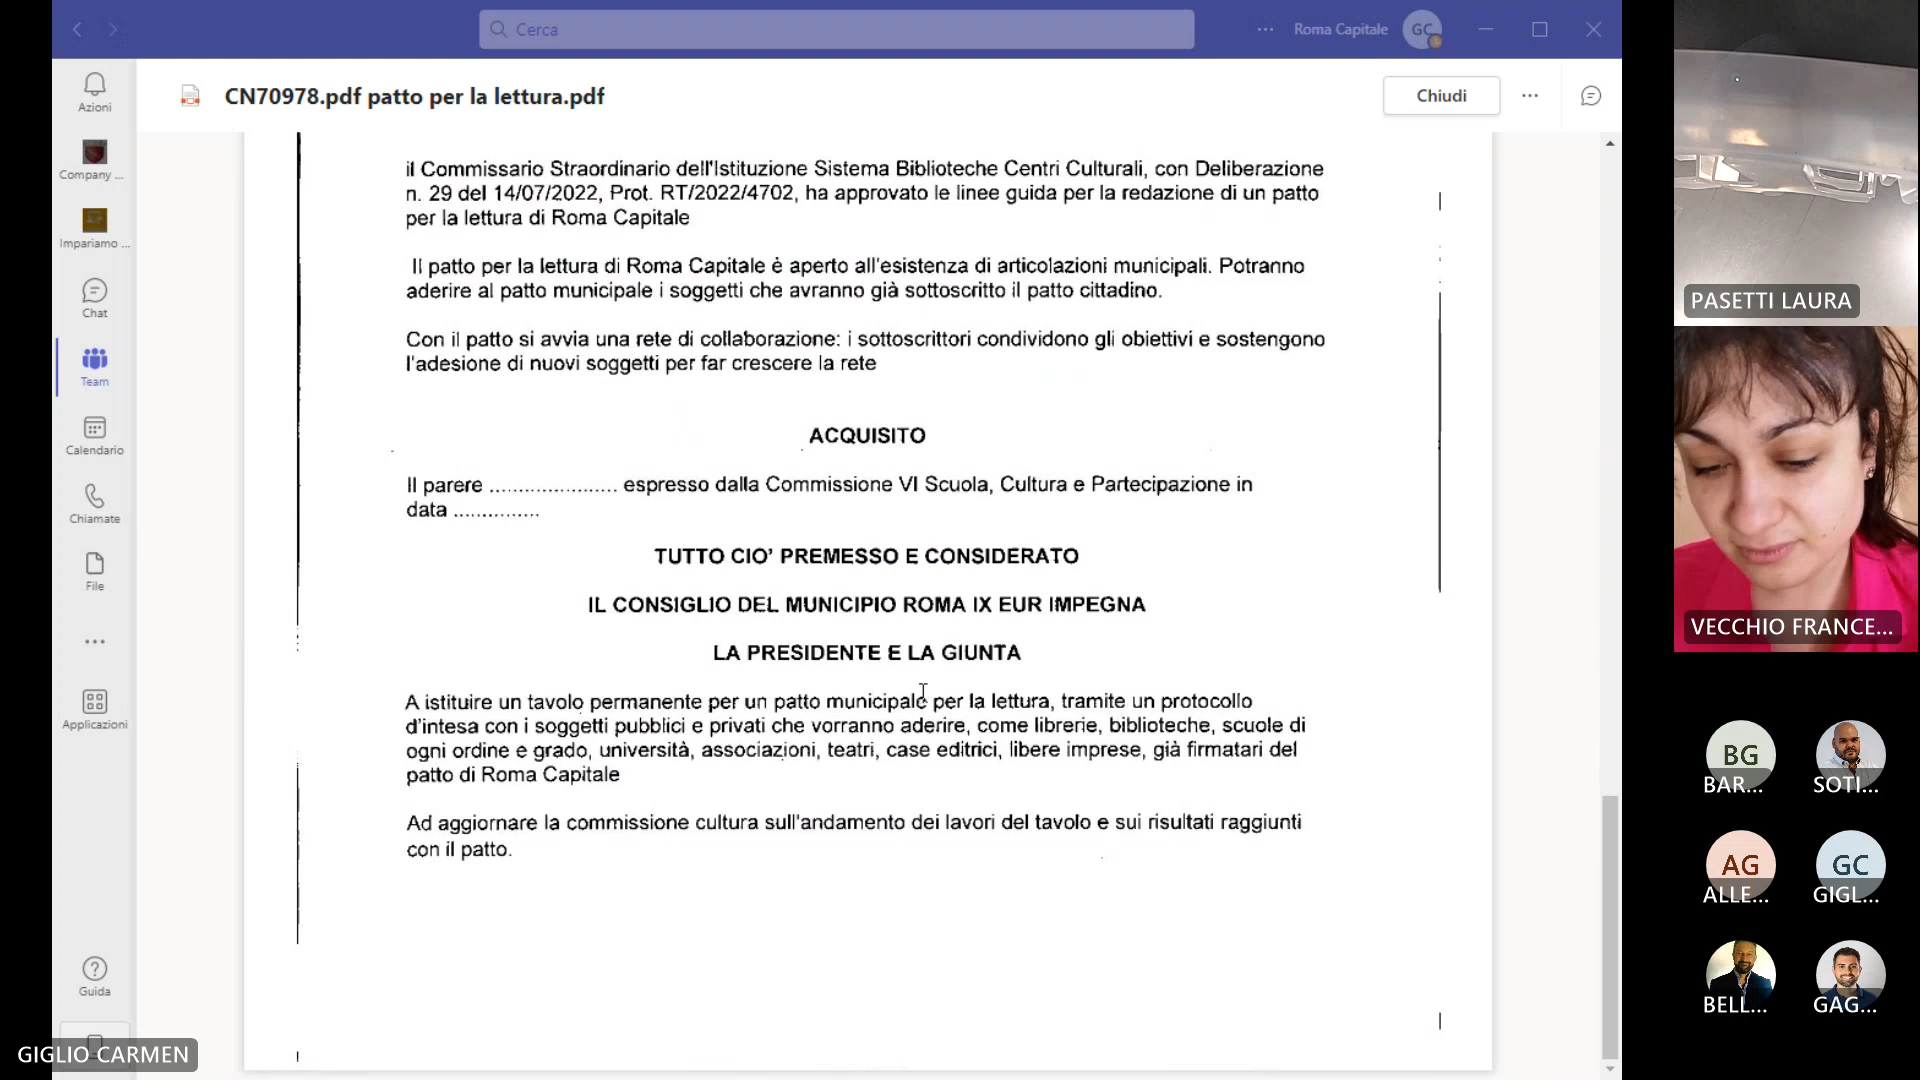 Cerca
Roma Capitale
GC
Azioni
Company ...
Impariamo ...
Chat
Team
Calendario
Chiamate
File
Applicazioni
Guida
CN70978.pdf patto per la lettura.pdf
Chiudi
il Commissario Straordinario dell'Istituzione Sistema Biblioteche Centri Culturali, con Deliberazione
n. 29 del 14/07/2022, Prot. RT/2022/4702, ha approvato le linee guida per la redazione di un patto
per la lettura di Roma Capitale
Il patto per la lettura di Roma Capitale è aperto all'esistenza di articolazioni municipali. Potranno
aderire al patto municipale i soggetti che avranno già sottoscritto il patto cittadino.
Con il patto si avvia una rete di collaborazione: i sottoscrittori condividono gli obiettivi e sostengono
l'adesione di nuovi soggetti per far crescere la rete
ACQUISITO
Il parere ...................... espresso dalla Commissione VI Scuola, Cultura e Partecipazione in
data ...............
TUTTO CIO' PREMESSO E CONSIDERATO
IL CONSIGLIO DEL MUNICIPIO ROMA IX EUR IMPEGNA
LA PRESIDENTE E LA GIUNTA
A istituire un tavolo permanente per un patto municipale per la lettura, tramite un protocollo
d'intesa con i soggetti pubblici e privati che vorranno aderire, come librerie, biblioteche, scuole di
ogni ordine e grado, università, associazioni, teatri, case editrici, libere imprese, già firmatari del
patto di Roma Capitale
Ad aggiornare la commissione cultura sull'andamento dei lavori del tavolo e sui risultati raggiunti
con il patto.
GIGLIO CARMEN
PASETTI LAURA
VECCHIO FRANCE...
BG
BAR...
SOTI...
AG
ALLE...
GC
GIGL...
BELL...
GAG...